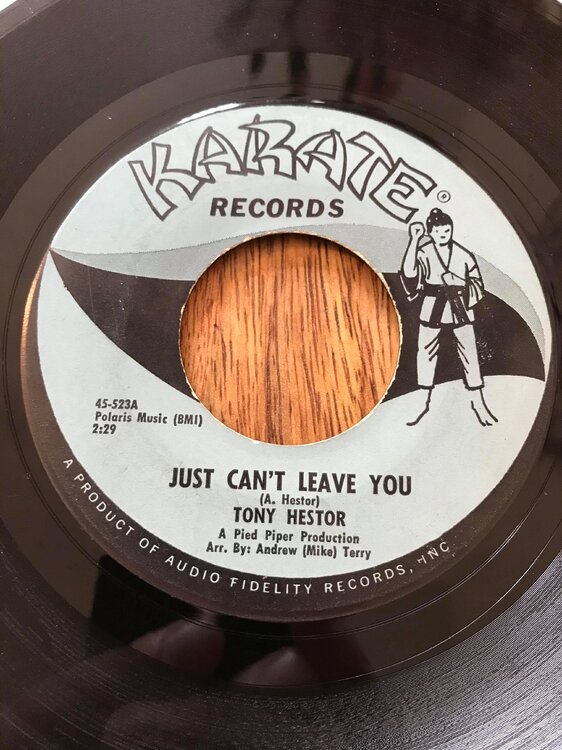 KARATE®
RECORDS
45-523A
Polaris Music (BMI)
2:29
JUST CAN'T LEAVE YOU
(A. Hestor)
TONY HESTOR
A Pied Piper Production
Arr. By: Andrew (Mike) Terry
A PRODUCT OF AUDIO FIDELITY RECORDS, INC.